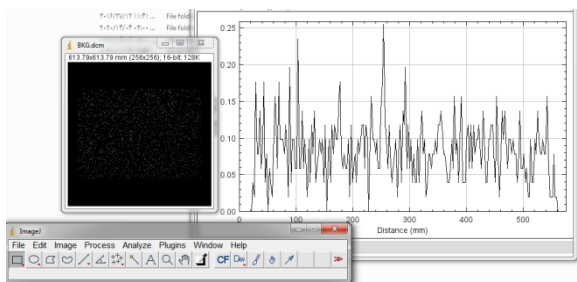 File fold
File fold
BKG.dcm
613.79x613.79 mm (256x256); 16-bit; 128K
0.25
0.20
0.15
0.10
0.05
0.00
0 100 200 300 400 500
Distance (mm)
ImageJ
File Edit Image Process Analyze Plugins Window Help
A CF Dev